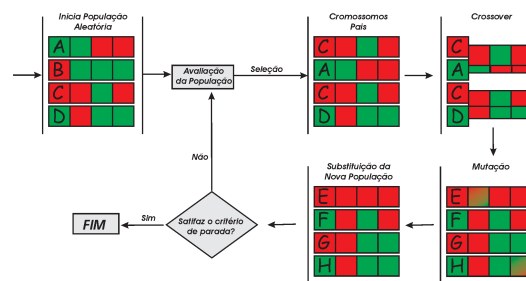 Inicia População
Aleatória
A
B
C
D
Avaliação
da População
Seleção
Cromossomos
Pais
C
A
C
D
Crossover
C
A
C
D
Mutação
E
F
G
H
Substituição da
Nova População
E
F
G
H
Satifaz o critério
de parada?
Não
Sim
FIM